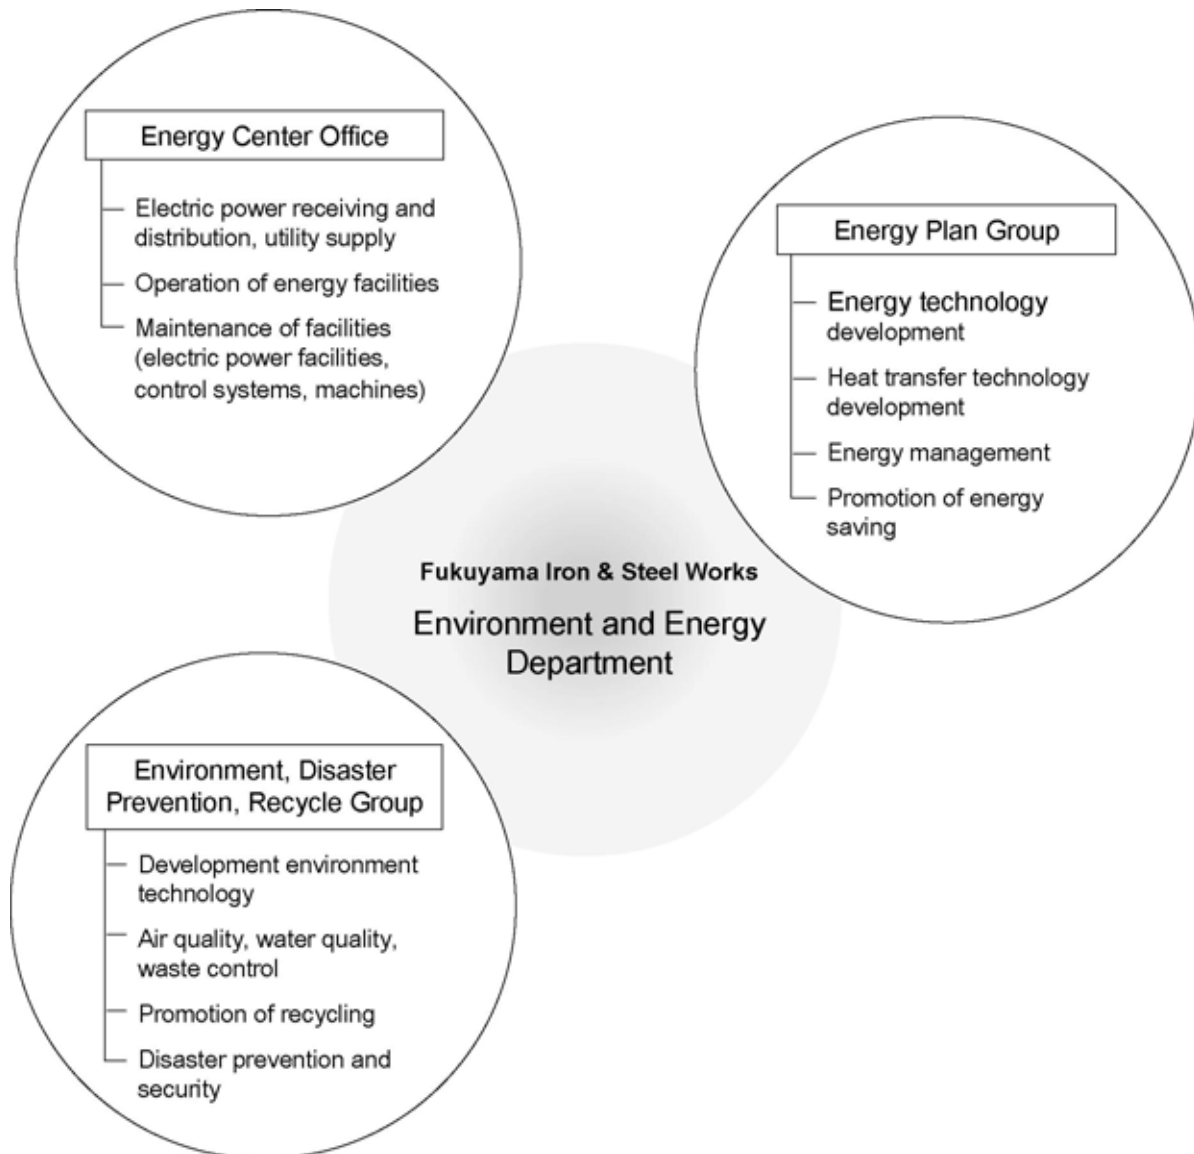 Energy Center Office
Electric power receiving and
distribution, utility supply
Operation of energy facilities
Maintenance of facilities
(electric power facilities,
control systems, machines)
Energy Plan Group
Energy technology
development
Heat transfer technology
development
Energy management
Promotion of energy
saving
Fukuyama Iron & Steel Works
Environment and Energy
Department
Environment, Disaster
Prevention, Recycle Group
Development environment
technology
Air quality, water quality,
waste control
Promotion of recycling
Disaster prevention and
security